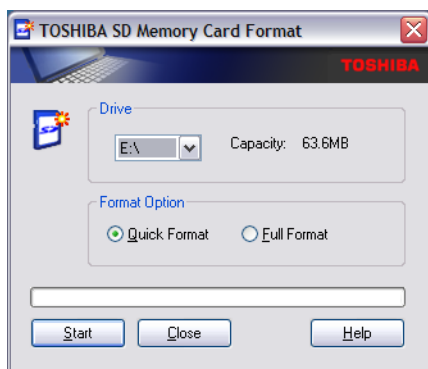 TOSHIBA SD Memory Card Format
TOSHIBA
Drive
E:\
Capacity: 63.6MB
Format Option
Quick Format
Full Format
Start
Close
Help